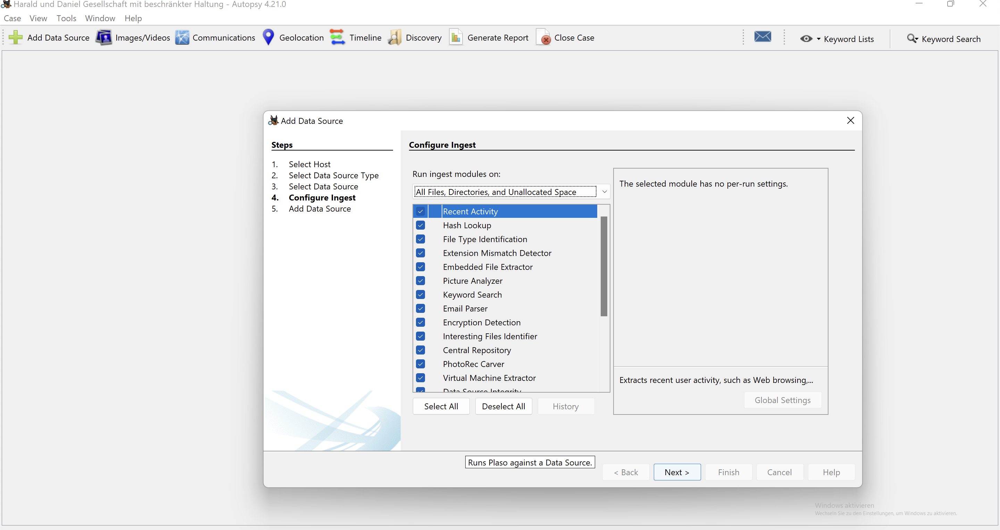 Harald und Daniel Gesellschaft mit beschränkter Haltung - Autopsy 4.21.0
Case View Tools Window Help
Add Data Source Images/Videos Communications Geolocation Timeline Discovery Generate Report Close Case Keyword Lists Keyword Search
Add Data Source
Steps
1. Select Host
2. Select Data Source Type
3. Select Data Source
4. Configure Ingest
5. Add Data Source
Configure Ingest
Run ingest modules on:
All Files, Directories, and Unallocated Space
Recent Activity
Hash Lookup
File Type Identification
Extension Mismatch Detector
Embedded File Extractor
Picture Analyzer
Keyword Search
Email Parser
Encryption Detection
Interesting Files Identifier
Central Repository
PhotoRec Carver
Virtual Machine Extractor
Data Source Integrity
Select All Deselect All History
The selected module has no per-run settings.
Extracts recent user activity, such as Web browsing,...
Global Settings
Runs Plaso against a Data Source.
< Back Next > Finish Cancel Help
Windows aktivieren
Wechseln Sie zu den Einstellungen, um Windows zu aktivieren.